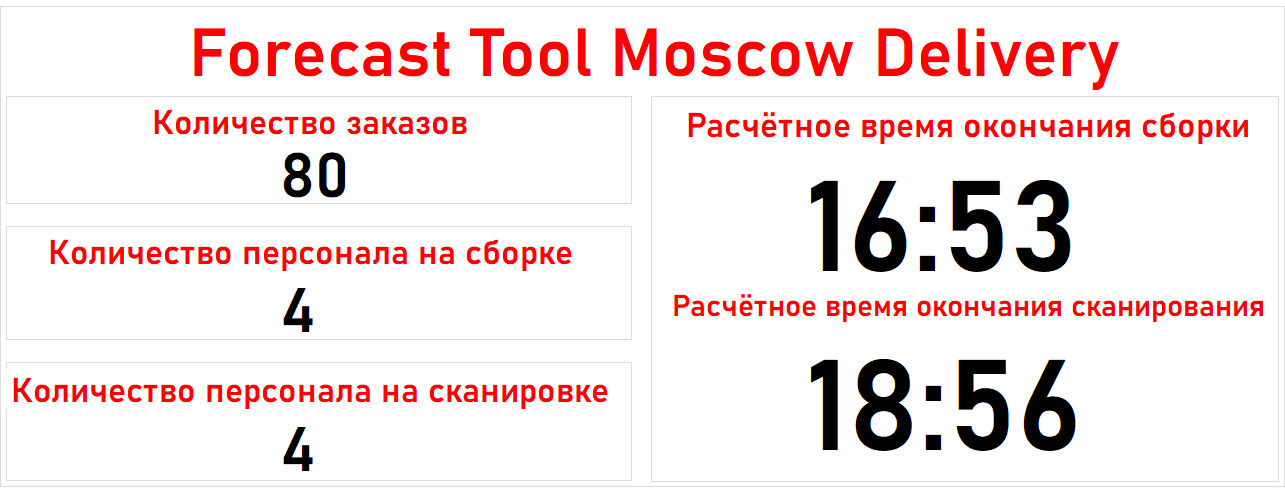 Forecast Tool Moscow Delivery
Количество заказов
80
Количество персонала на сборке
4
Количество персонала на сканировке
4
Расчётное время окончания сборки
16:53
Расчётное время окончания сканирования
18:56